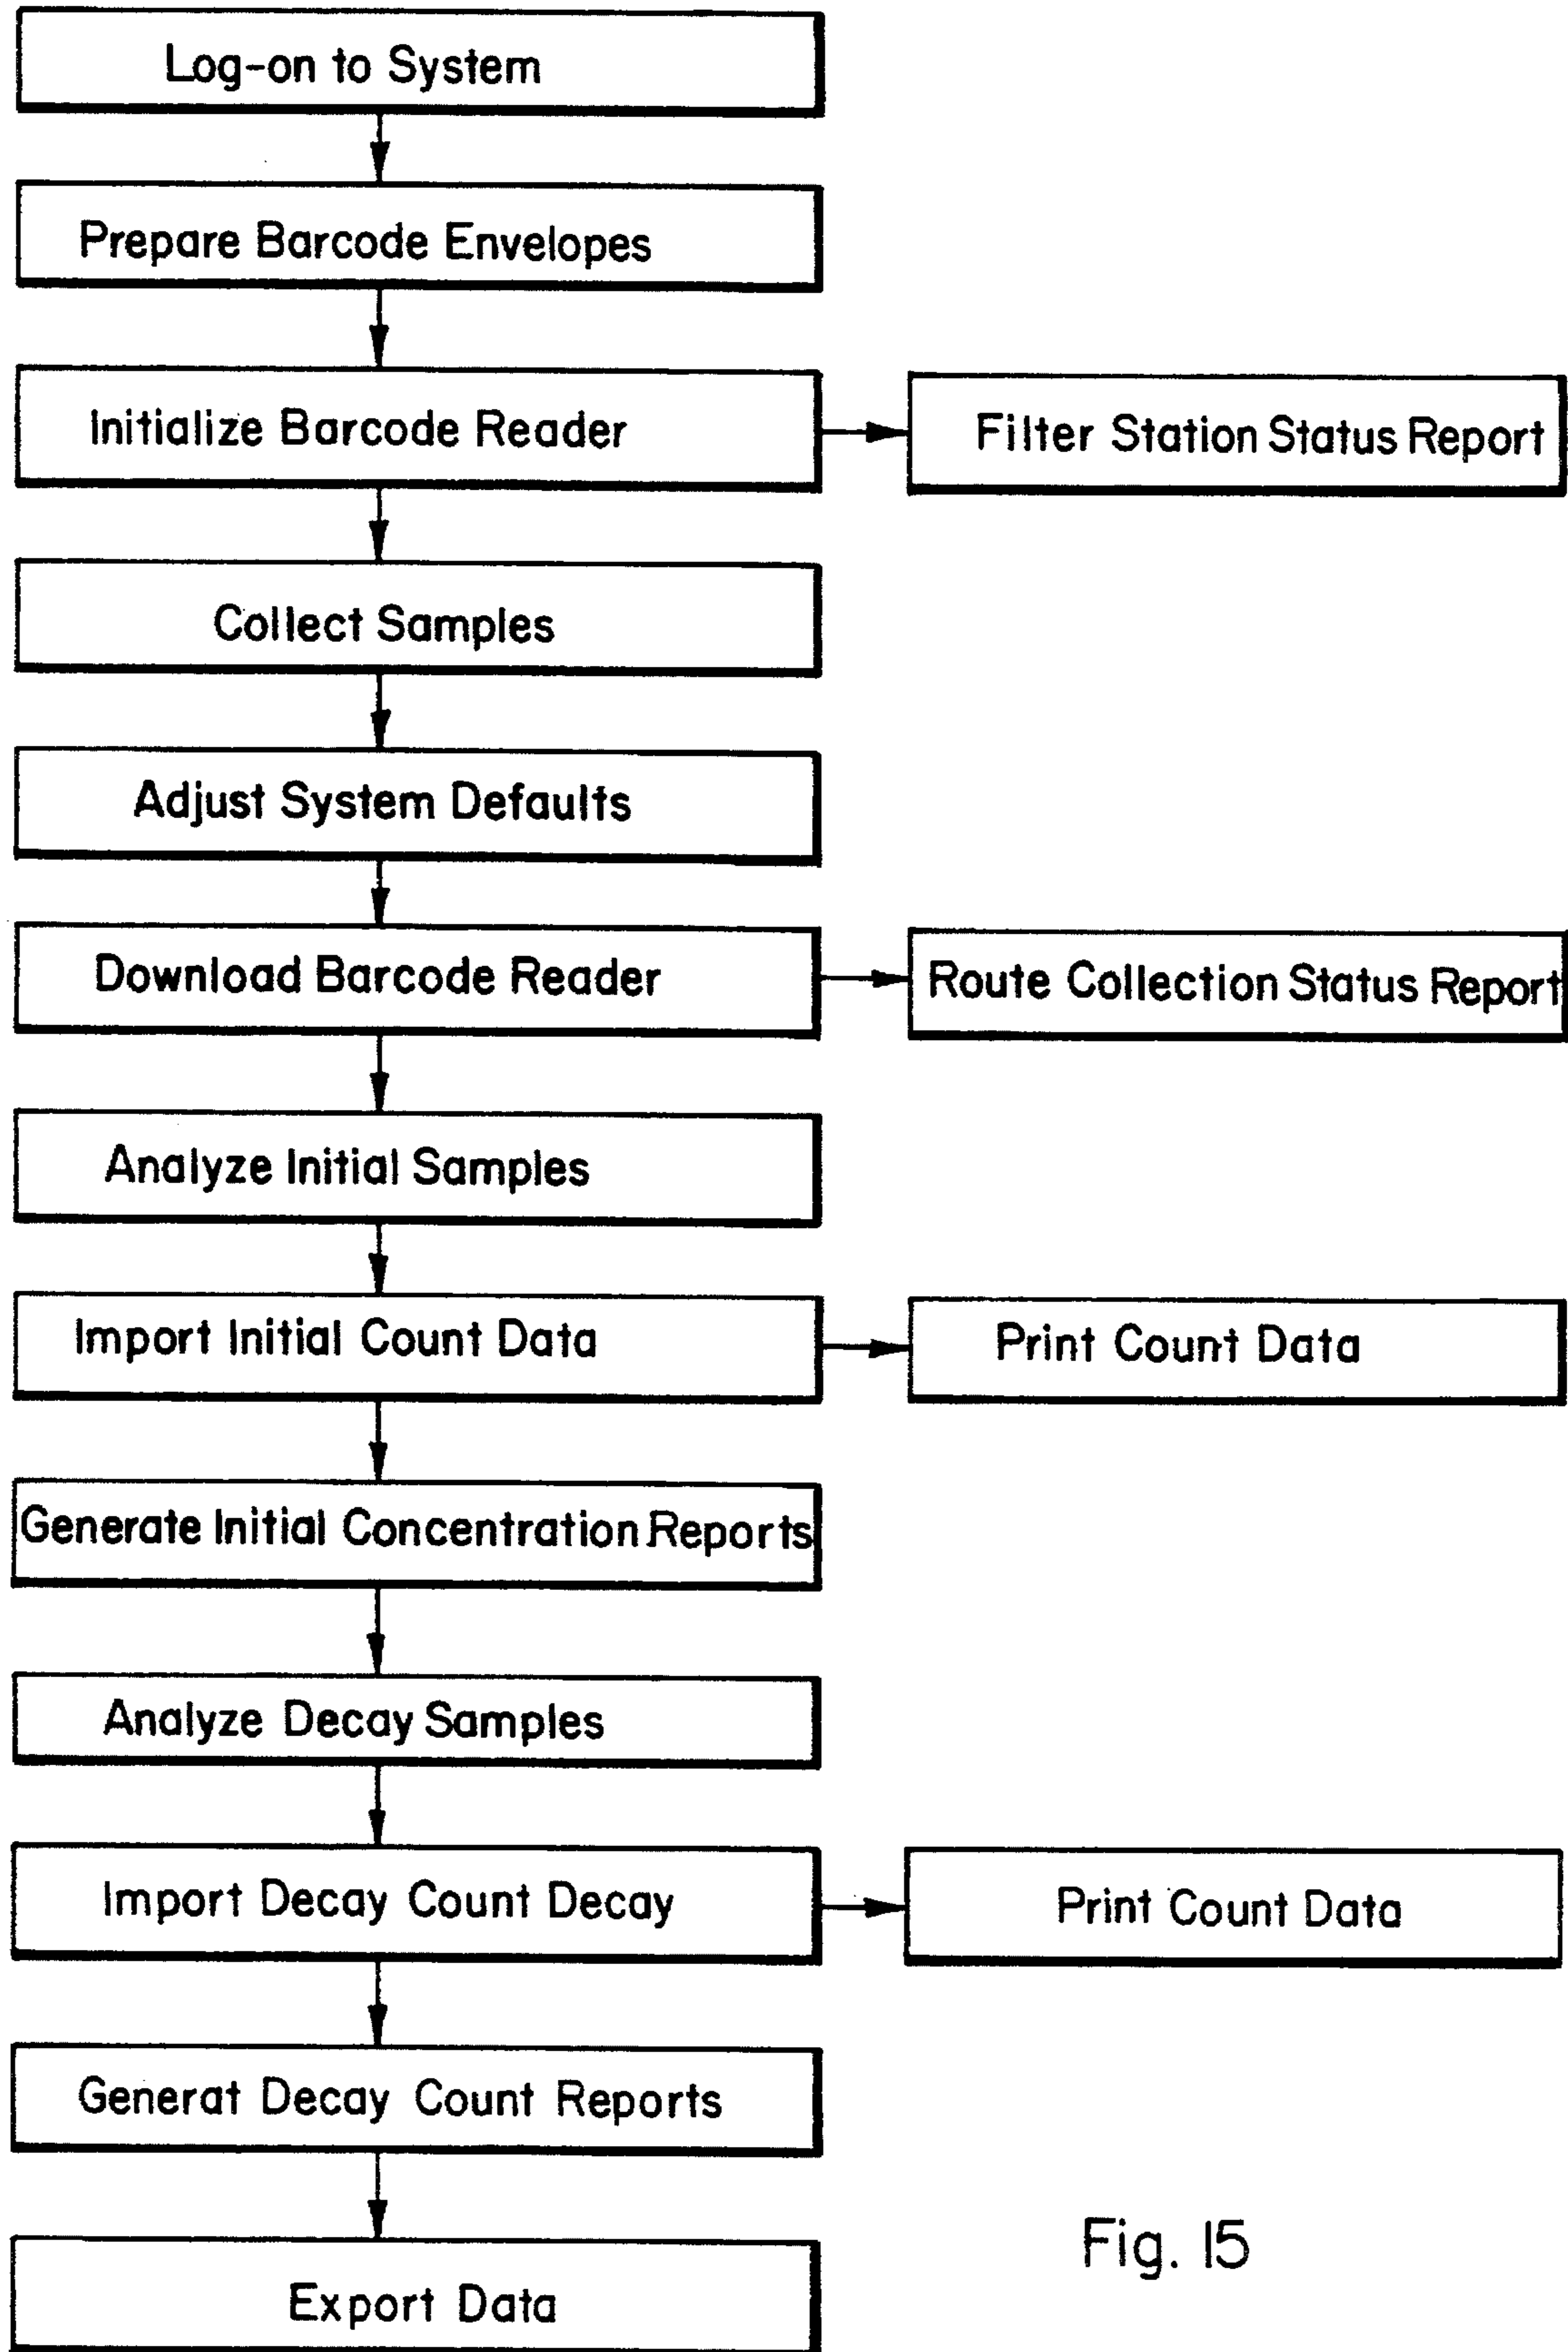 Log-on to System
Prepare Barcode Envelopes
Initialize Barcode Reader
Filter Station Status Report
Collect Samples
Adjust System Defaults
Download Barcode Reader
Route Collection Status Report
Analyze Initial Samples
Import Initial Count Data
Print Count Data
Generate Initial Concentration Reports
Analyze Decay Samples
Import Decay Count Decay
Print Count Data
Generat Decay Count Reports
Export Data
Fig. 15